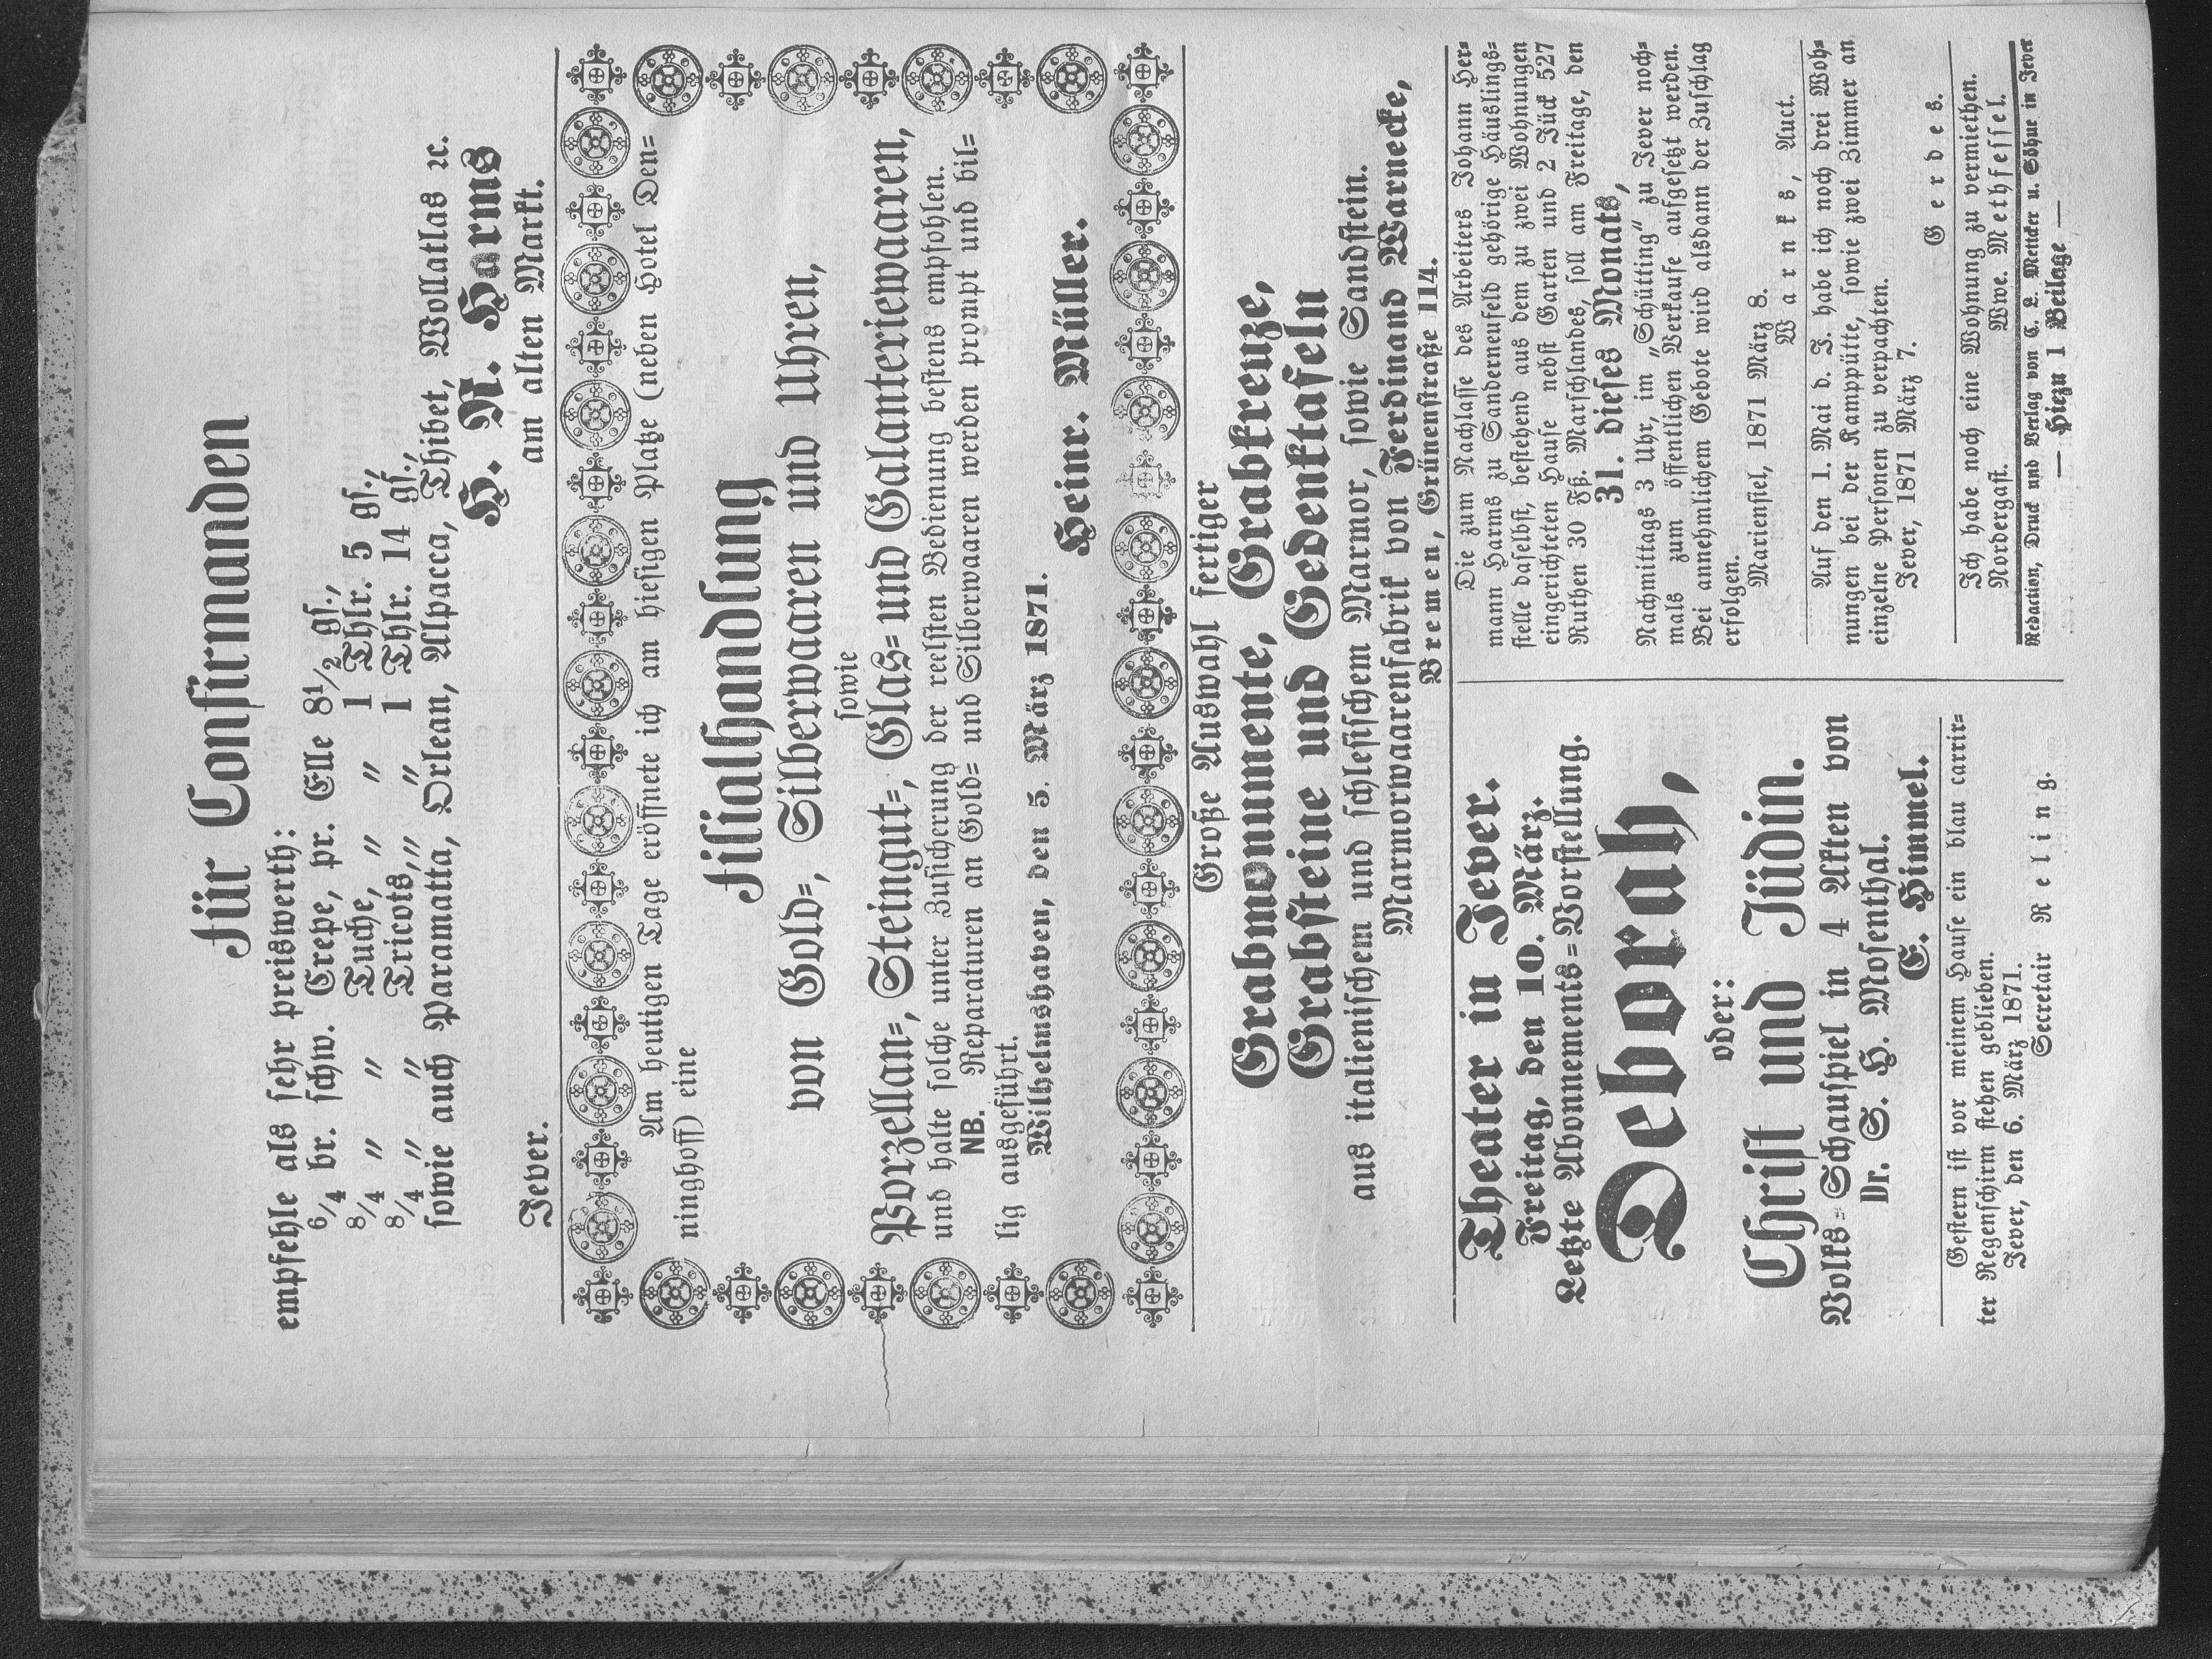 Für Confirmanden
empfehle als sehr preiswerth:
6/4 br. schw. Crepe, pr. Elle 8½ gs.,
8/4 „ „ Tuche, „ „ 1 Thlr. 5 gs.,
8/4 „ „ Tricots, „ „ 1 Thlr. 14 gs.,
sowie auch Paramatta, Orlean, Alpacca, Thibet, Wollatlas ꝛc.
H. R. Harms
Jever.
am alten Markt.
Am heutigen Tage eröffnete ich am hiesigen Platze (neben Hotel Den=
ninghoff) eine
Filialhandlung
von Gold=, Silberwaaren und Uhren,
sowie
Porzellan=, Steingut=, Glas= und Galanteriewaaren,
und halte solche unter Zusicherung der reelsten Bedienung bestens empfohlen.
NB. Reparaturen an Gold= und Silberwaaren werden prompt und bil=
lig ausgeführt.
Wilhelmshaven, den 5. März 1871.
Heinr. Müller.
Große Auswahl fertiger
Grabmonumente, Grabkreuze,
Grabsteine und Gedenktafeln
aus italienischem und schlesischem Marmor, sowie Sandstein.
Marmorwaarenfabrik von Ferdinand Warnecke,
Bremen, Grünenstraße 114.
Theater in Jever.
Freitag, den 10. März.
Letzte Abonnements=Vorstellung.
Deborah,
oder:
Christ und Jüdin.
Volks=Schauspiel in 4 Akten von
Dr. S. H. Mosenthal.
E. Himmel.
Gestern ist vor meinem Hause ein blau carrir=
ter Regenschirm stehen geblieben.
Jever, den 6. März 1871.
Secretair Reling.
Die zum Nachlasse des Arbeiters Johann Her=
mann Harms zu Sanderneufeld gehörige Häuslings=
stelle daselbst, bestehend aus dem zu zwei Wohnungen
eingerichteten Hause nebst Garten und 2 Jück 527
Ruthen 30 Fß. Marschlandes, soll am Freitage, den
31. dieses Monats,
Nachmittags 3 Uhr, im „Schütting“ zu Jever noch=
mals zum öffentlichen Verkaufe aufgesetzt werden.
Bei annehmlichem Gebote wird alsdann der Zuschlag
erfolgen.
Mariensiel, 1871 März 8.
Warnks, Auct.
Auf den 1. Mai d. J. habe ich noch drei Woh=
nungen bei der Kamppütte, sowie zwei Zimmer an
einzelne Personen zu verpachten.
Jever, 1871 März 7.
Gerdes.
Ich habe noch eine Wohnung zu vermiethen.
Nordergast. Wwe. Methfessel.
Redaction, Druck und Verlag von C. L. Mettcker u. Söhne in Jever
— Hiezu 1 Beilage —